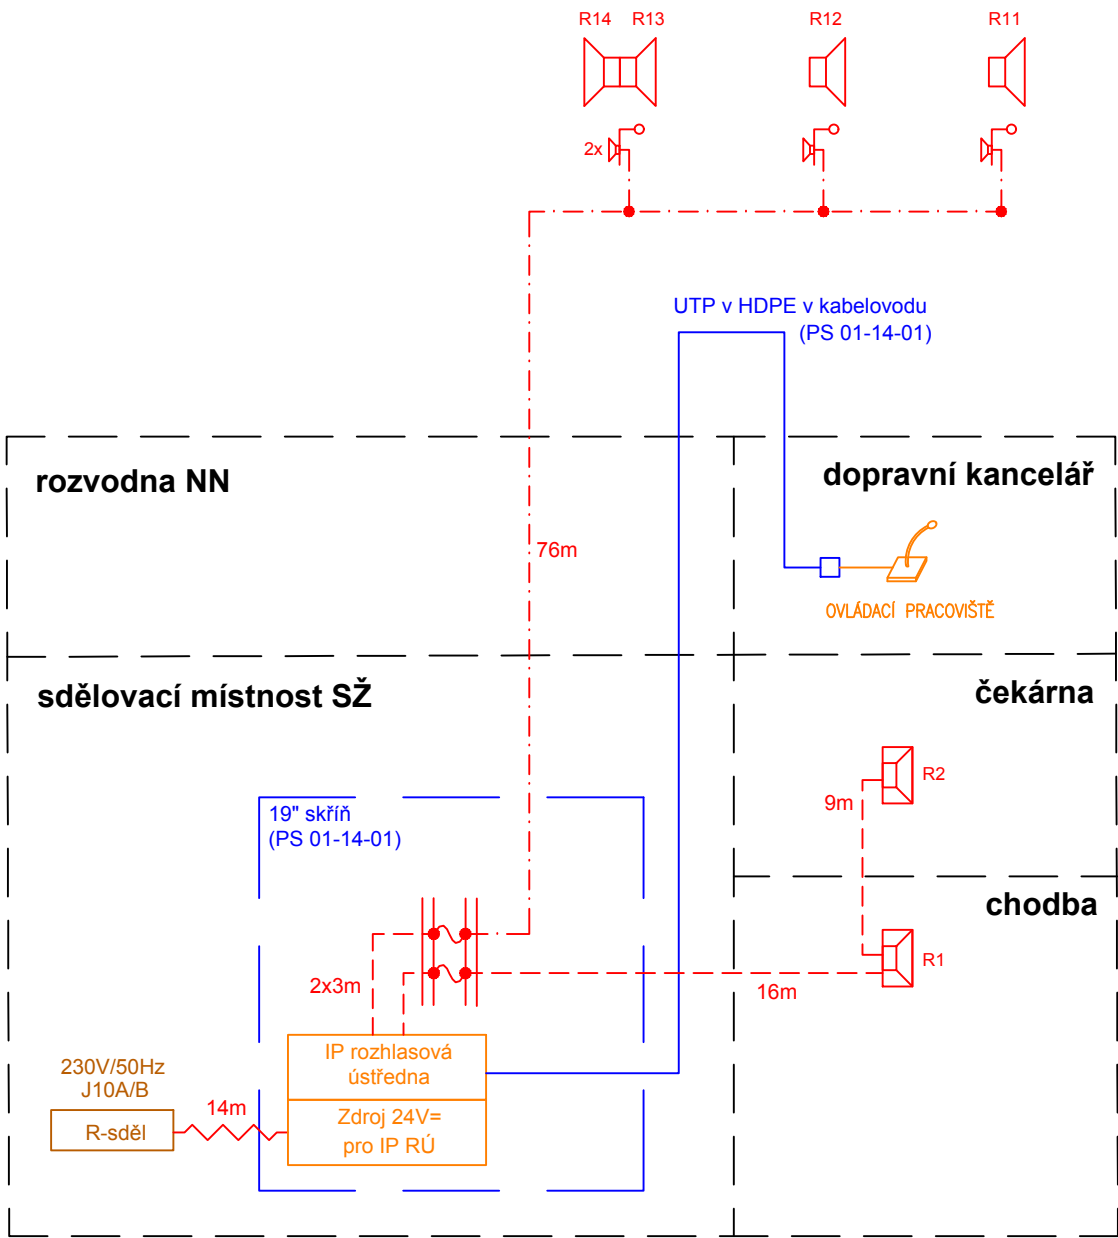 R14 R13
R12
R11
2x
UTP v HDPE v kabelovodu
(PS 01-14-01)
rozvodna NN
dopravní kancelář
76m
OVLÁDACÍ PRACOVIŠTĚ
sdělovací místnost SŽ
čekárna
R2
9m
19" skříň
(PS 01-14-01)
chodba
R1
2x3m
16m
IP rozhlasová
ústředna
230V/50Hz
J10A/B
14m
R-sděl
Zdroj 24V=
pro IP RÚ